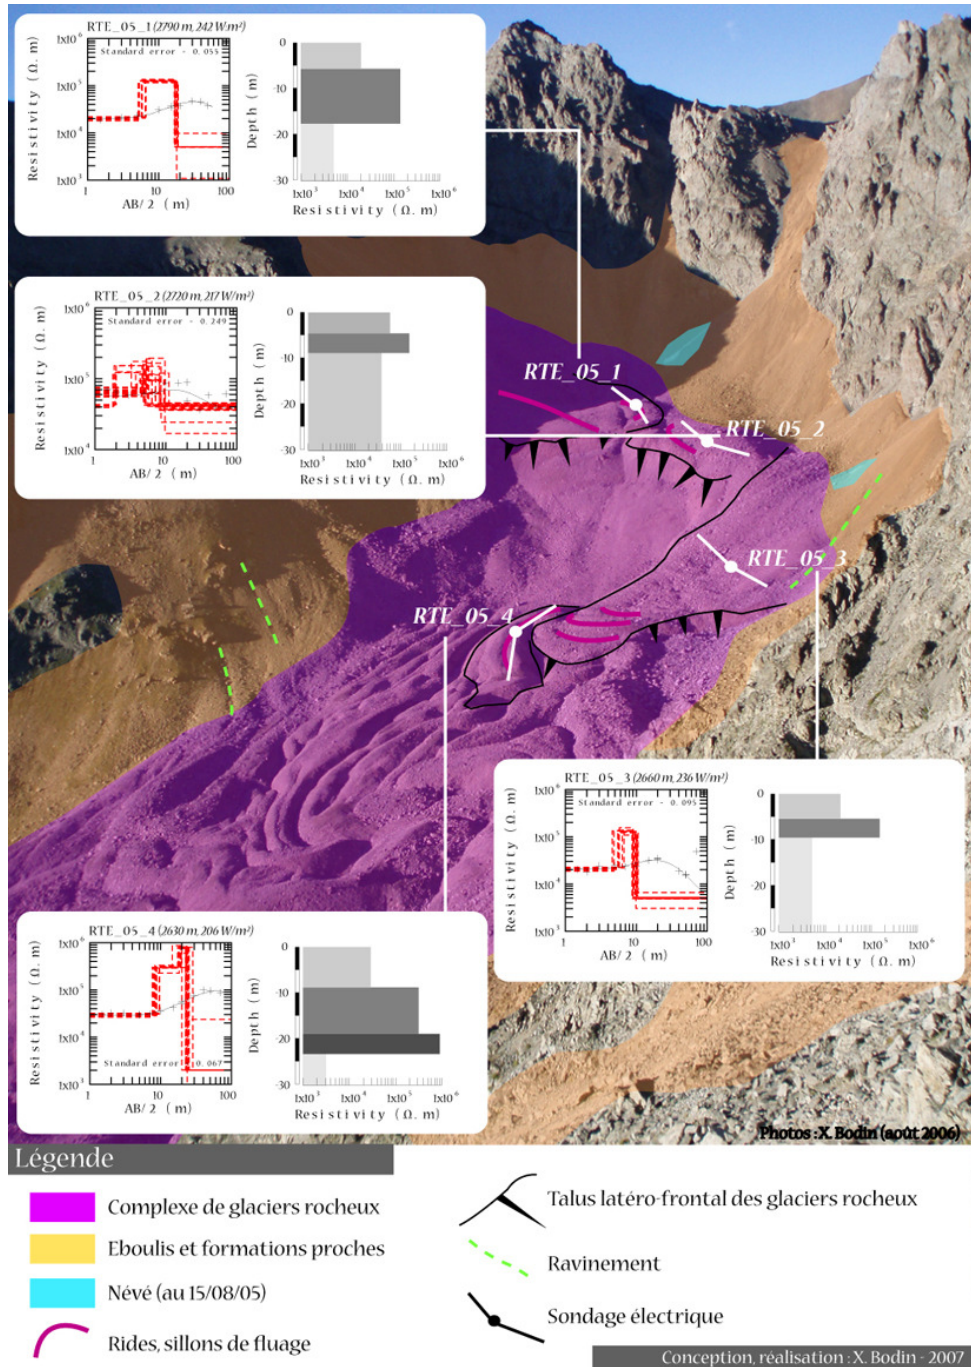 RTE_05_1 (2790 m, 242 W.m²)
Resistivity (Ω. m)
1x10⁶
1x10⁵
1x10⁴
1x10³
Standard error - 0.055
1 10 100
AB/2 (m)
Depth (m)
0
-10
-20
-30
1x10³ 1x10⁴ 1x10⁵ 1x10⁶
Resistivity (Ω. m)
RTE_05_2 (2720 m, 217 W/m²)
Resistivity (Ω. m)
1x10⁶
1x10⁵
1x10⁴
Standard error - 0.249
1 10 100
AB/2 (m)
Depth (m)
0
-10
-20
-30
1x10³ 1x10⁴ 1x10⁵ 1x10⁶
Resistivity (Ω. m)
RTE_05_1
RTE_05_2
RTE_05_3
RTE_05_4
RTE_05_3 (2660 m, 236 W/m²)
Resistivity (Ω. m)
1x10⁶
1x10⁵
1x10⁴
1x10³
Standard error - 0.095
1 10 100
AB/2 (m)
Depth (m)
0
-10
-20
-30
1x10³ 1x10⁴ 1x10⁵ 1x10⁶
Resistivity (Ω. m)
RTE_05_4 (2630 m, 206 W/m²)
Resistivity (Ω. m)
1x10⁶
1x10⁵
1x10⁴
1x10³
Standard error 0.067
1 10 100
AB/2 (m)
Depth (m)
0
-10
-20
-30
1x10³ 1x10⁴ 1x10⁵ 1x10⁶
Resistivity (Ω. m)
Photos : X. Bodin (août 2006)
Légende
Complexe de glaciers rocheux
Eboulis et formations proches
Névé (au 15/08/05)
Rides, sillons de fluage
Talus latéro-frontal des glaciers rocheux
Ravinement
Sondage électrique
Conception, réalisation : X. Bodin - 2007